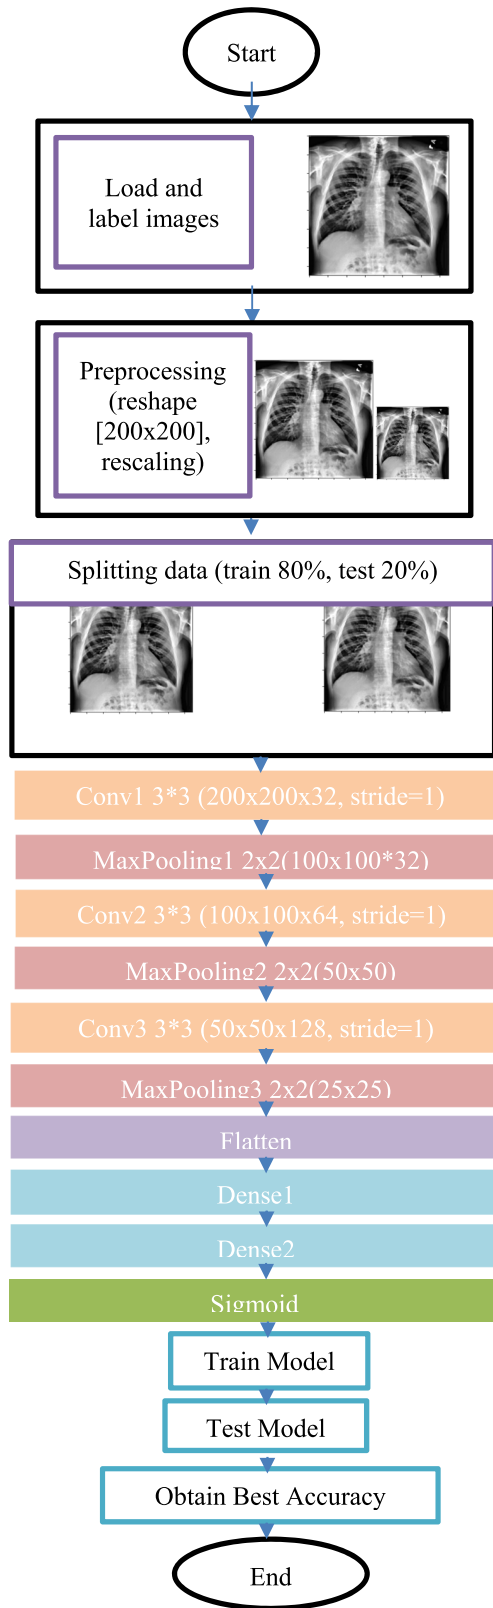 Start
Load and
label images
Preprocessing
(reshape
[200x200],
rescaling)
Splitting data (train 80%, test 20%)
Conv1 3*3 (200x200x32, stride=1)
MaxPooling1 2x2(100x100*32)
Conv2 3*3 (100x100x64, stride=1)
MaxPooling2 2x2(50x50)
Conv3 3*3 (50x50x128, stride=1)
MaxPooling3 2x2(25x25)
Flatten
Dense1
Dense2
Sigmoid
Train Model
Test Model
Obtain Best Accuracy
End